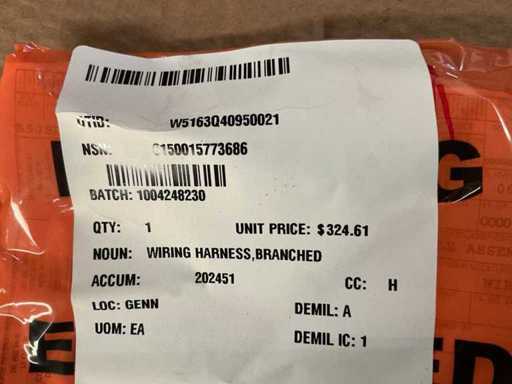 DTID: W5163Q40950021
NSN: 6150015773686
BATCH: 1004248230
QTY: 1 UNIT PRICE: $324.61
NOUN: WIRING HARNESS,BRANCHED
ACCUM: 202451 CC: H
LOC: GENN DEMIL: A
UOM: EA DEMIL IC: 1